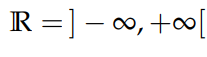 ℝ = ] − ∞, +∞[